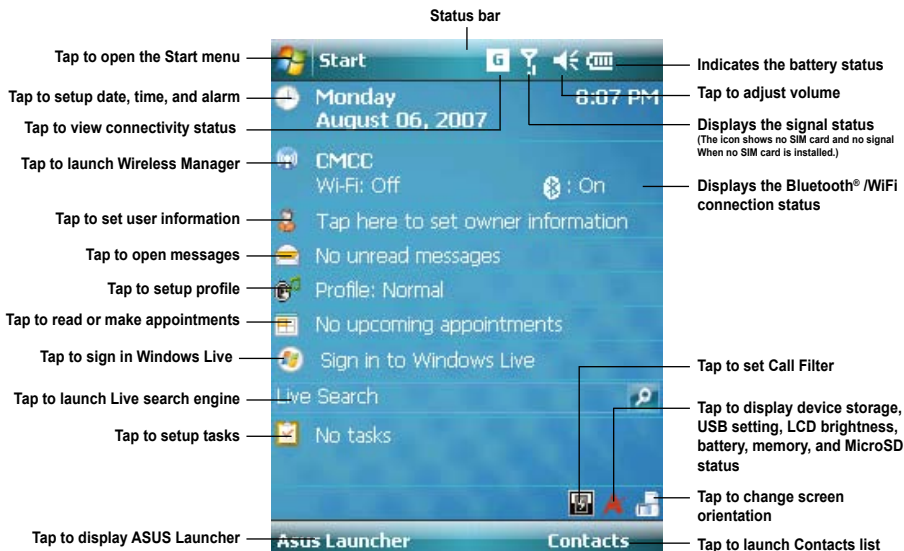 Status bar
Tap to open the Start menu
Start
G
Indicates the battery status
Tap to setup date, time, and alarm
Monday
8:07 PM
Tap to adjust volume
August 06, 2007
Tap to view connectivity status
Displays the signal status
(The icon shows no SIM card and no signal
When no SIM card is installed.)
Tap to launch Wireless Manager
CMCC
Wi-Fi: Off
: On
Displays the Bluetooth® /WiFi
connection status
Tap to set user information
Tap here to set owner information
Tap to open messages
No unread messages
Tap to setup profile
Profile: Normal
Tap to read or make appointments
No upcoming appointments
Tap to sign in Windows Live
Sign in to Windows Live
Tap to set Call Filter
Tap to launch Live search engine
Live Search
Tap to display device storage,
USB setting, LCD brightness,
battery, memory, and MicroSD
status
Tap to setup tasks
No tasks
Tap to change screen
orientation
Tap to display ASUS Launcher
Asus Launcher
Contacts
Tap to launch Contacts list